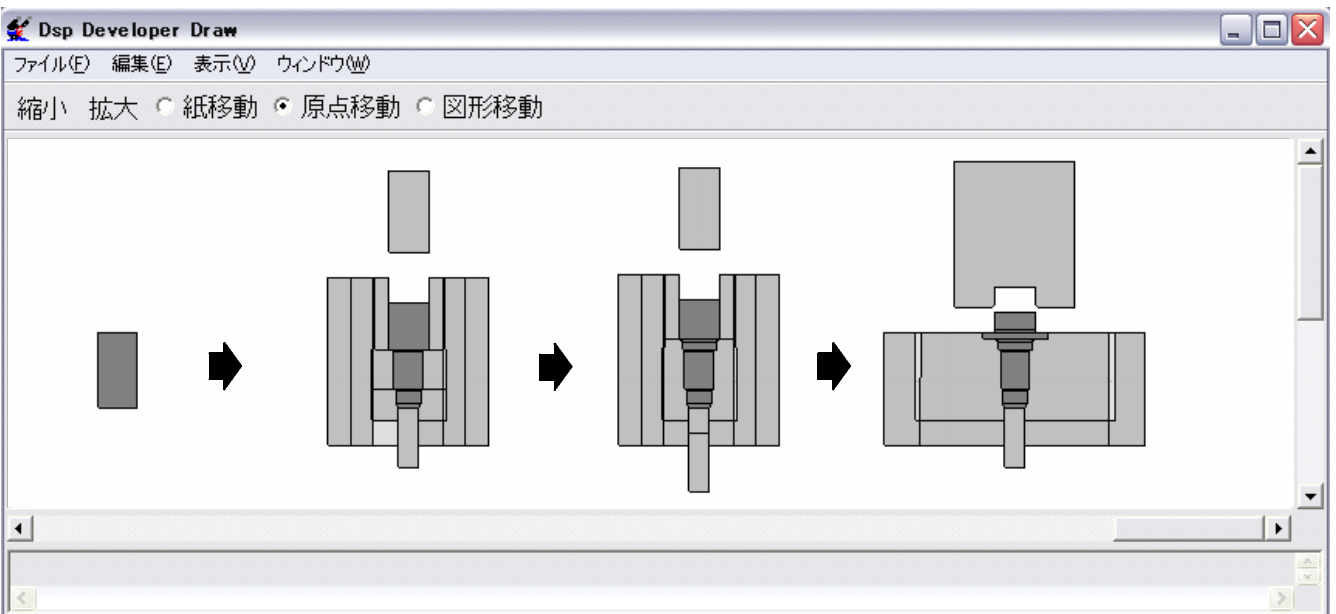 Dsp Developer Draw
ファイル(F) 編集(E) 表示(V) ウィンドウ(W)
縮小 拡大 紙移動 原点移動 図形移動